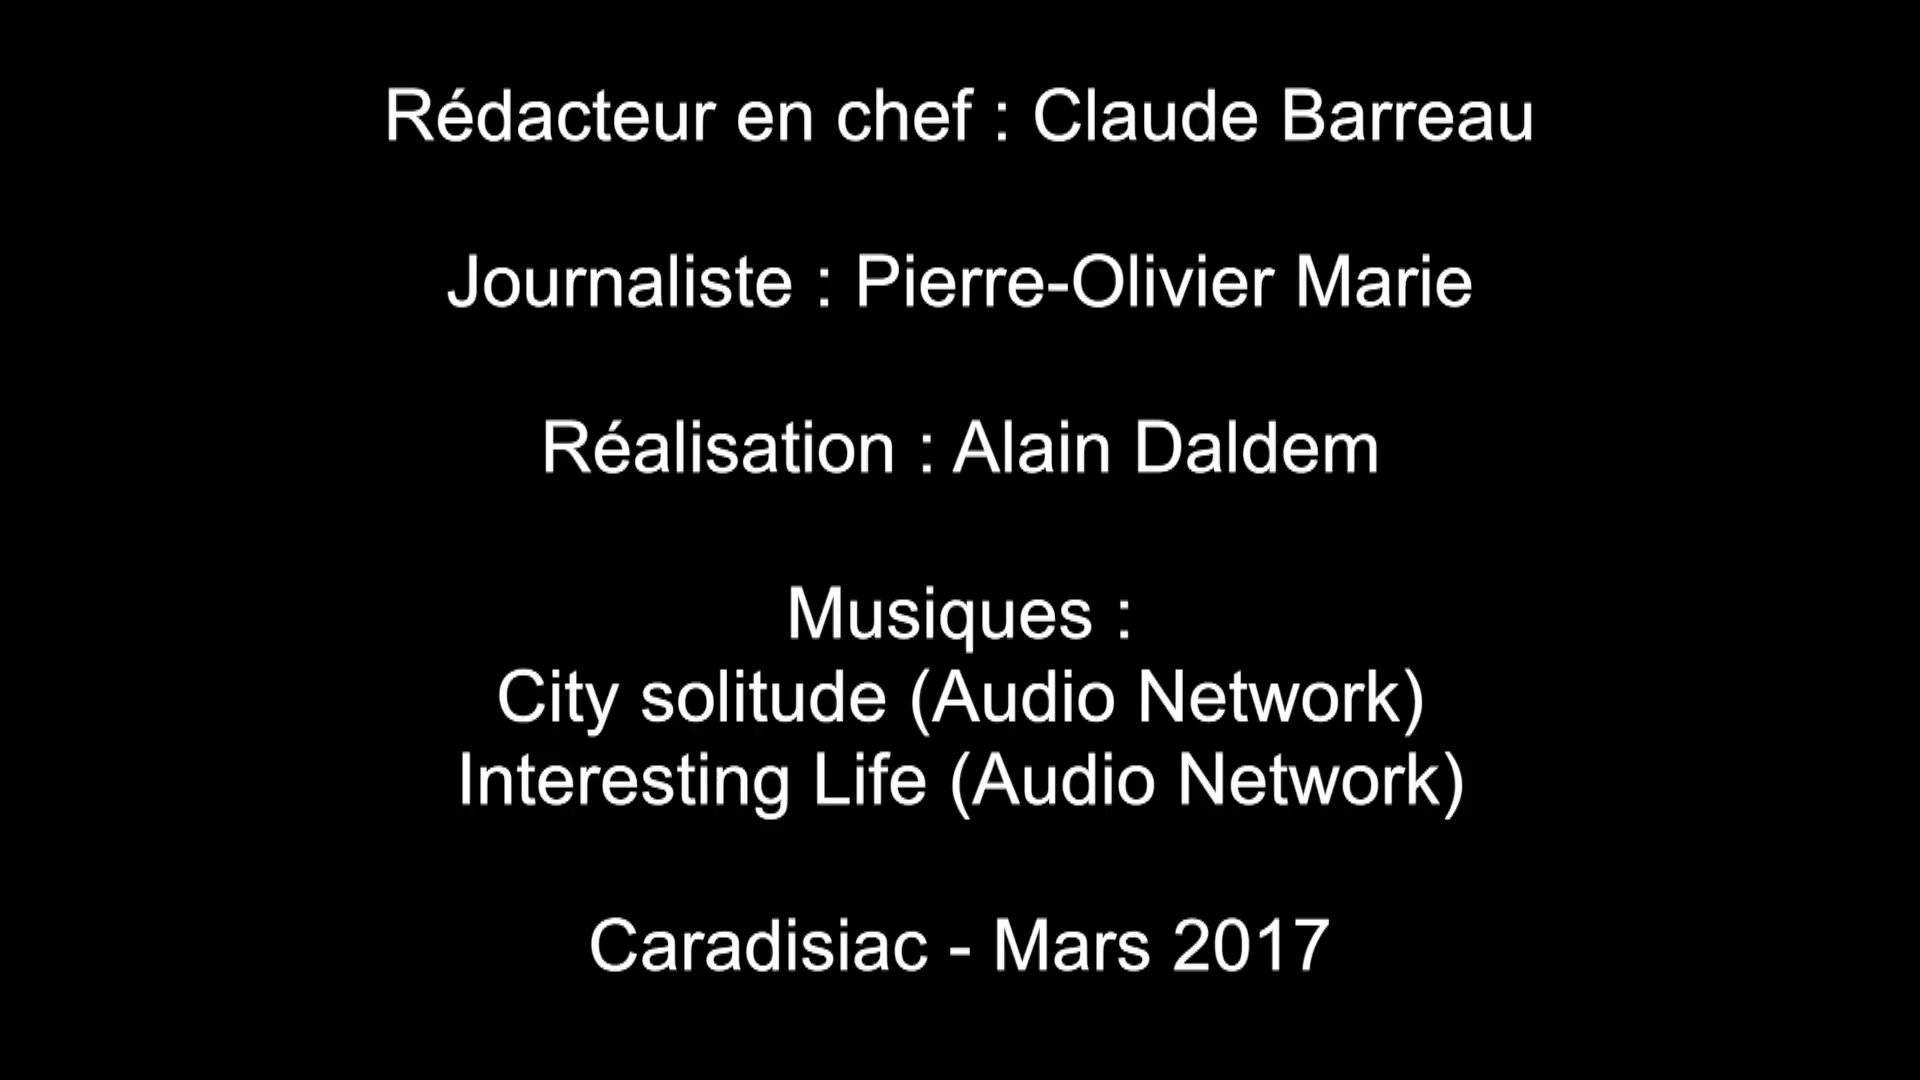 Rédacteur en chef : Claude Barreau
Journaliste : Pierre-Olivier Marie
Réalisation : Alain Daldem
Musiques :
City solitude (Audio Network)
Interesting Life (Audio Network)
Caradisiac - Mars 2017